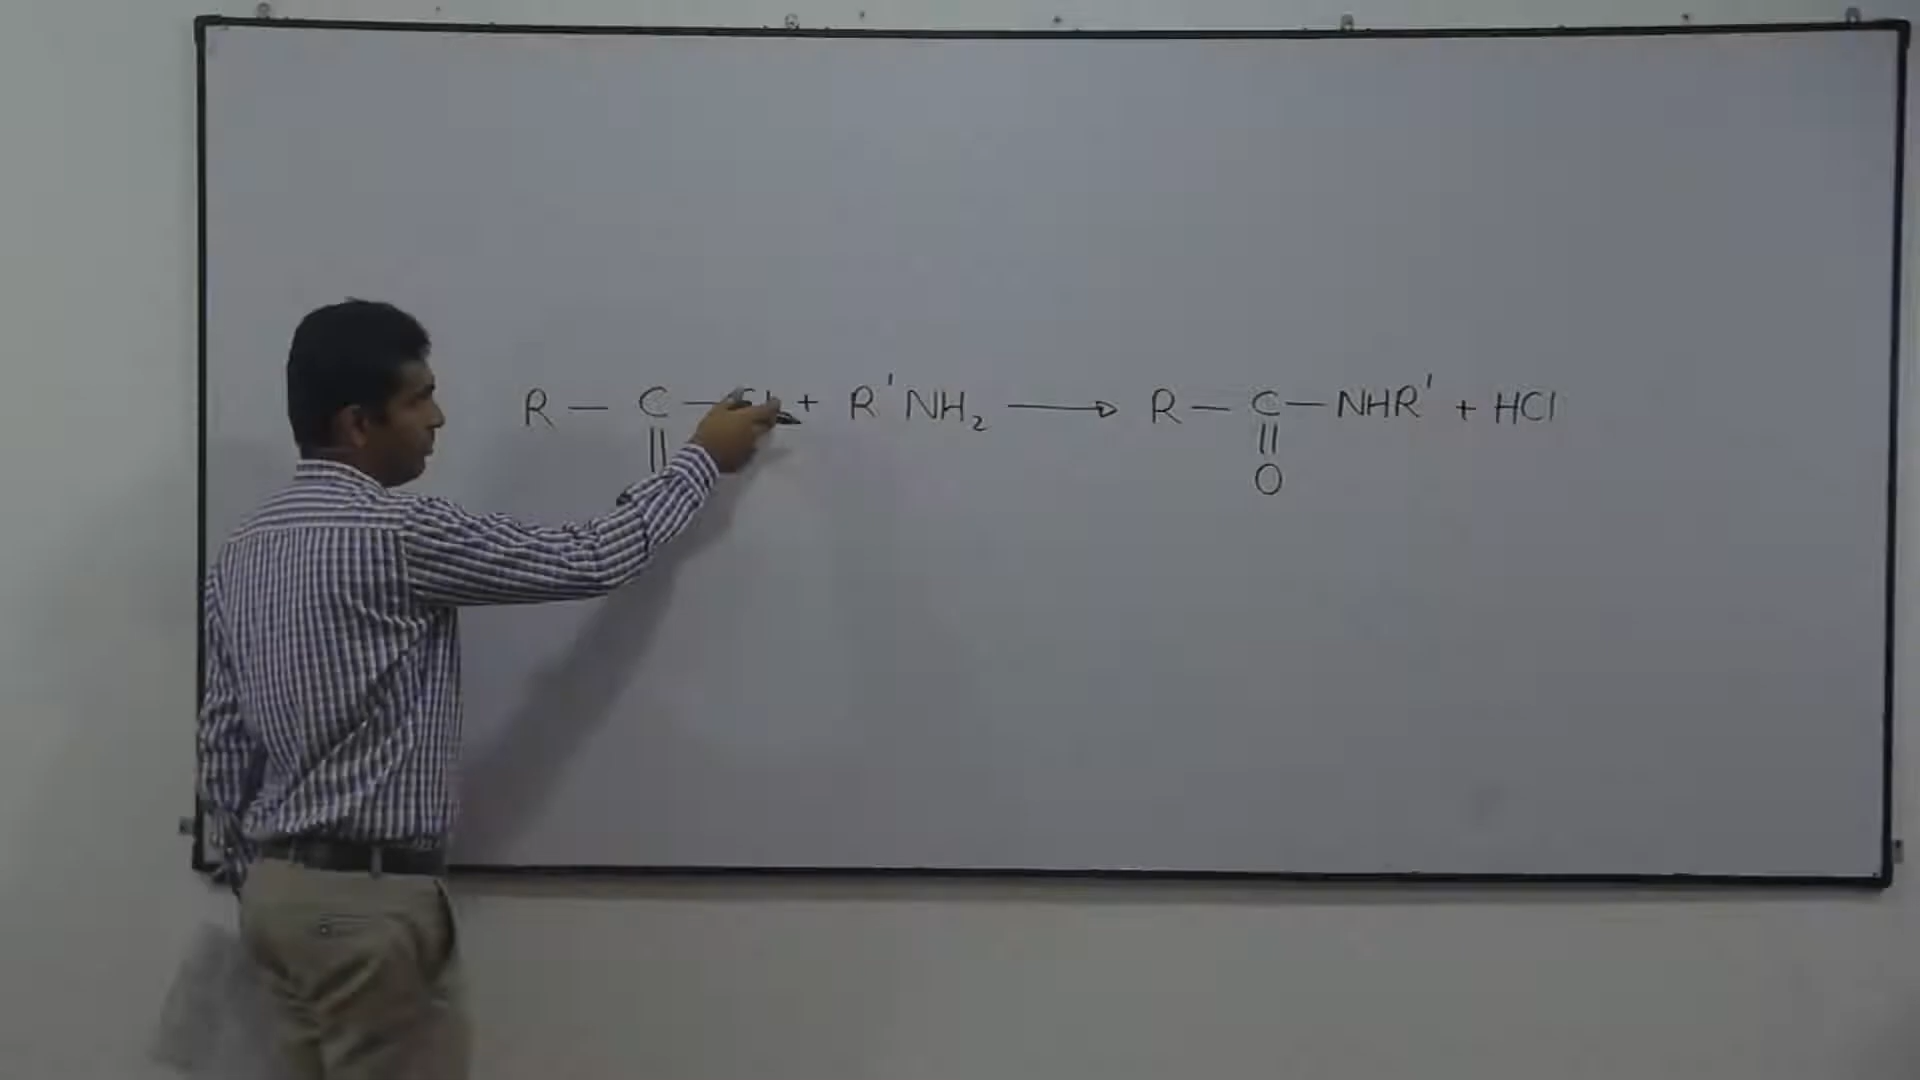 R — C — Cl + R' NH₂ → R — C — NHR' + HCl
|| ||
O